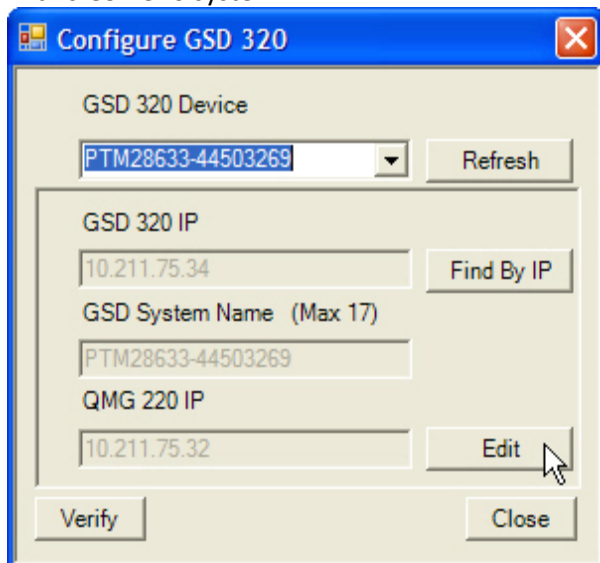 Configure GSD 320
GSD 320 Device
PTM28633-44503269
Refresh
GSD 320 IP
10.211.75.34
Find By IP
GSD System Name (Max 17)
PTM28633-44503269
QMG 220 IP
10.211.75.32
Edit
Verify
Close